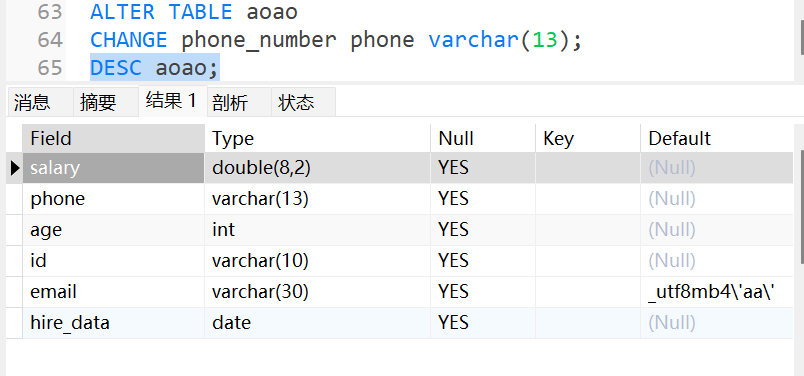 63 ALTER TABLE aoao
64 CHANGE phone_number phone varchar(13);
65 DESC aoao;
消息 摘要 结果 1 剖析 状态
Field Type Null Key Default
salary double(8,2) YES (Null)
phone varchar(13) YES (Null)
age int YES (Null)
id varchar(10) YES (Null)
email varchar(30) YES _utf8mb4\'aa\'
hire_data date YES (Null)